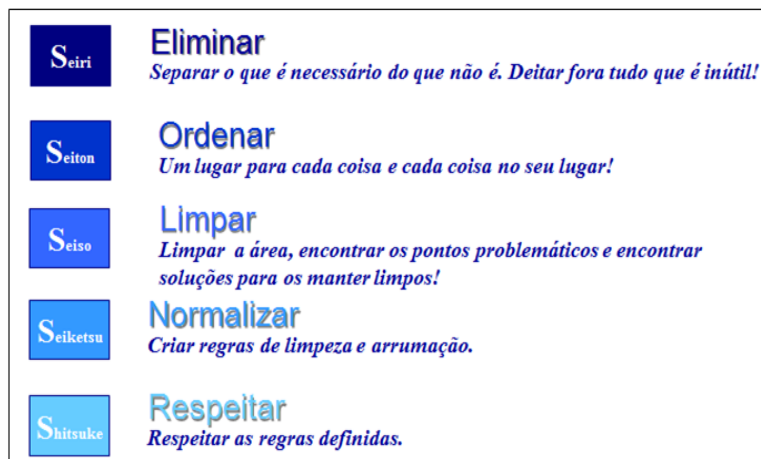 Seiri
Eliminar
Separar o que é necessário do que não é. Deitar fora tudo que é inútil!
Seiton
Ordenar
Um lugar para cada coisa e cada coisa no seu lugar!
Seiso
Limpar
Limpar a área, encontrar os pontos problemáticos e encontrar
soluções para os manter limpos!
Seiketsu
Normalizar
Criar regras de limpeza e arrumação.
Shitsuke
Respeitar
Respeitar as regras definidas.